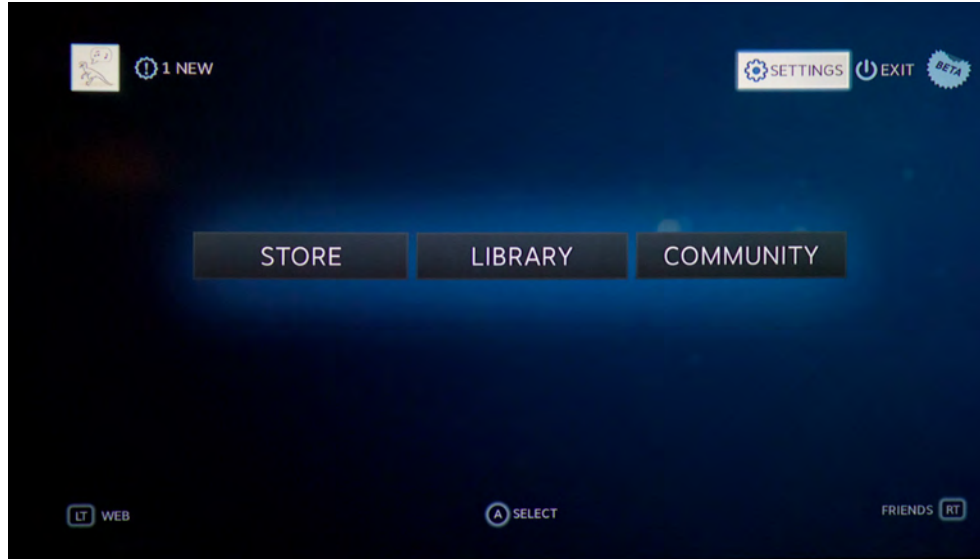 1 NEW
SETTINGS EXIT BETA
STORE LIBRARY COMMUNITY
LT WEB
A SELECT
FRIENDS RT